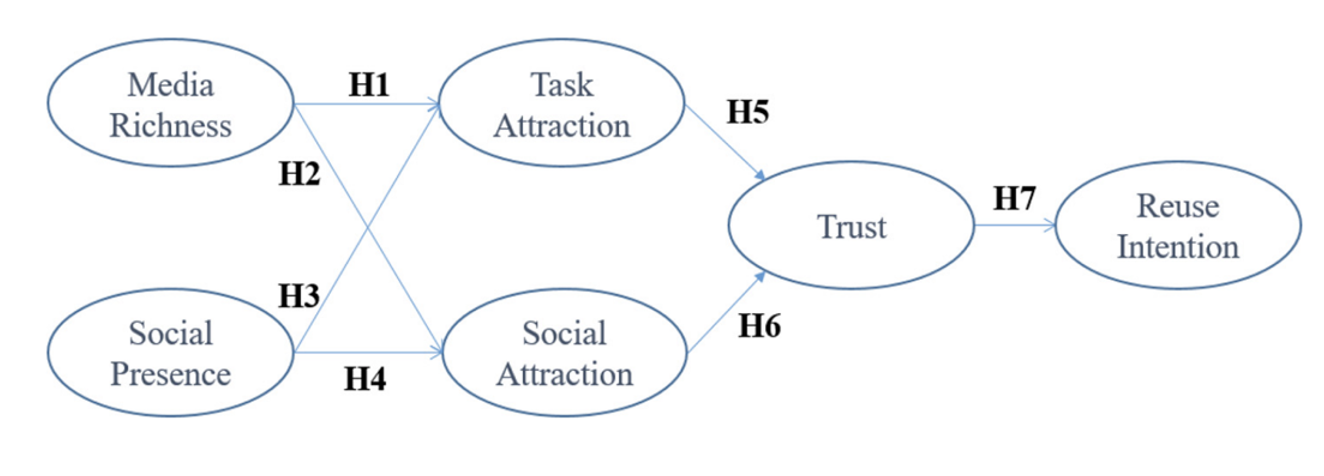 Media
Richness
H1
Task
Attraction
H5
H2
Trust
H7
Reuse
Intention
H3
Social
Presence
H4
Social
Attraction
H6